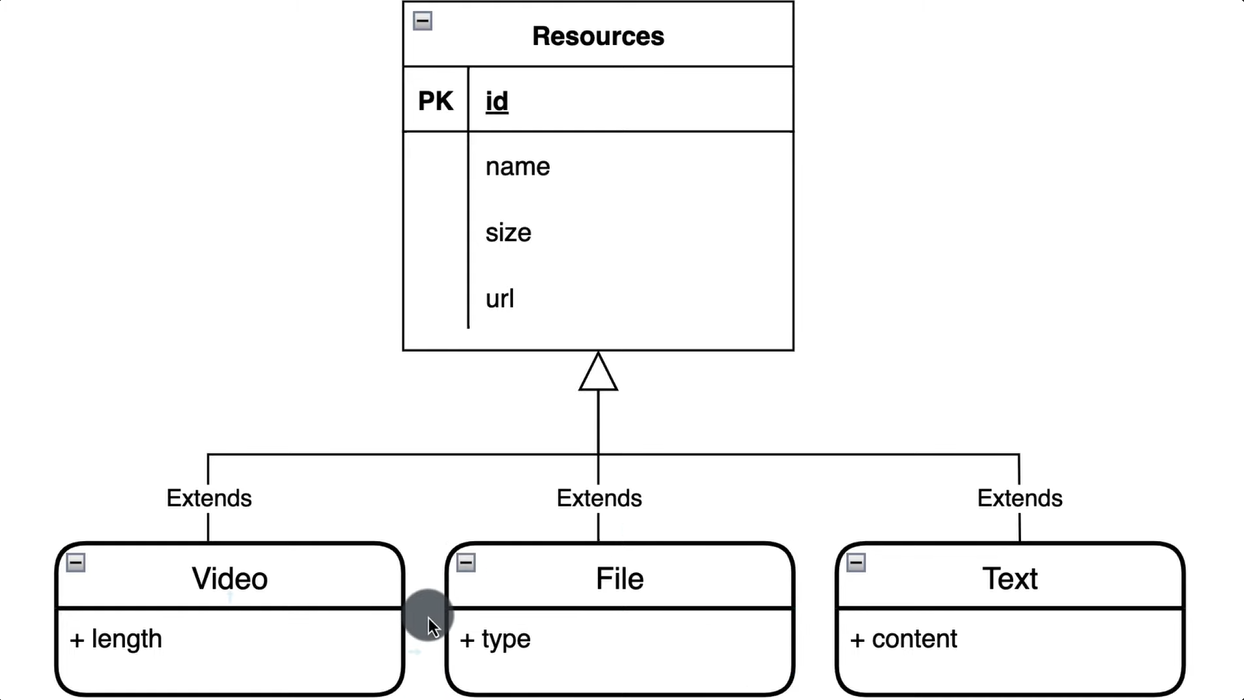 Resources
PK id
name
size
url
Extends Extends Extends
Video File Text
+ length + type + content